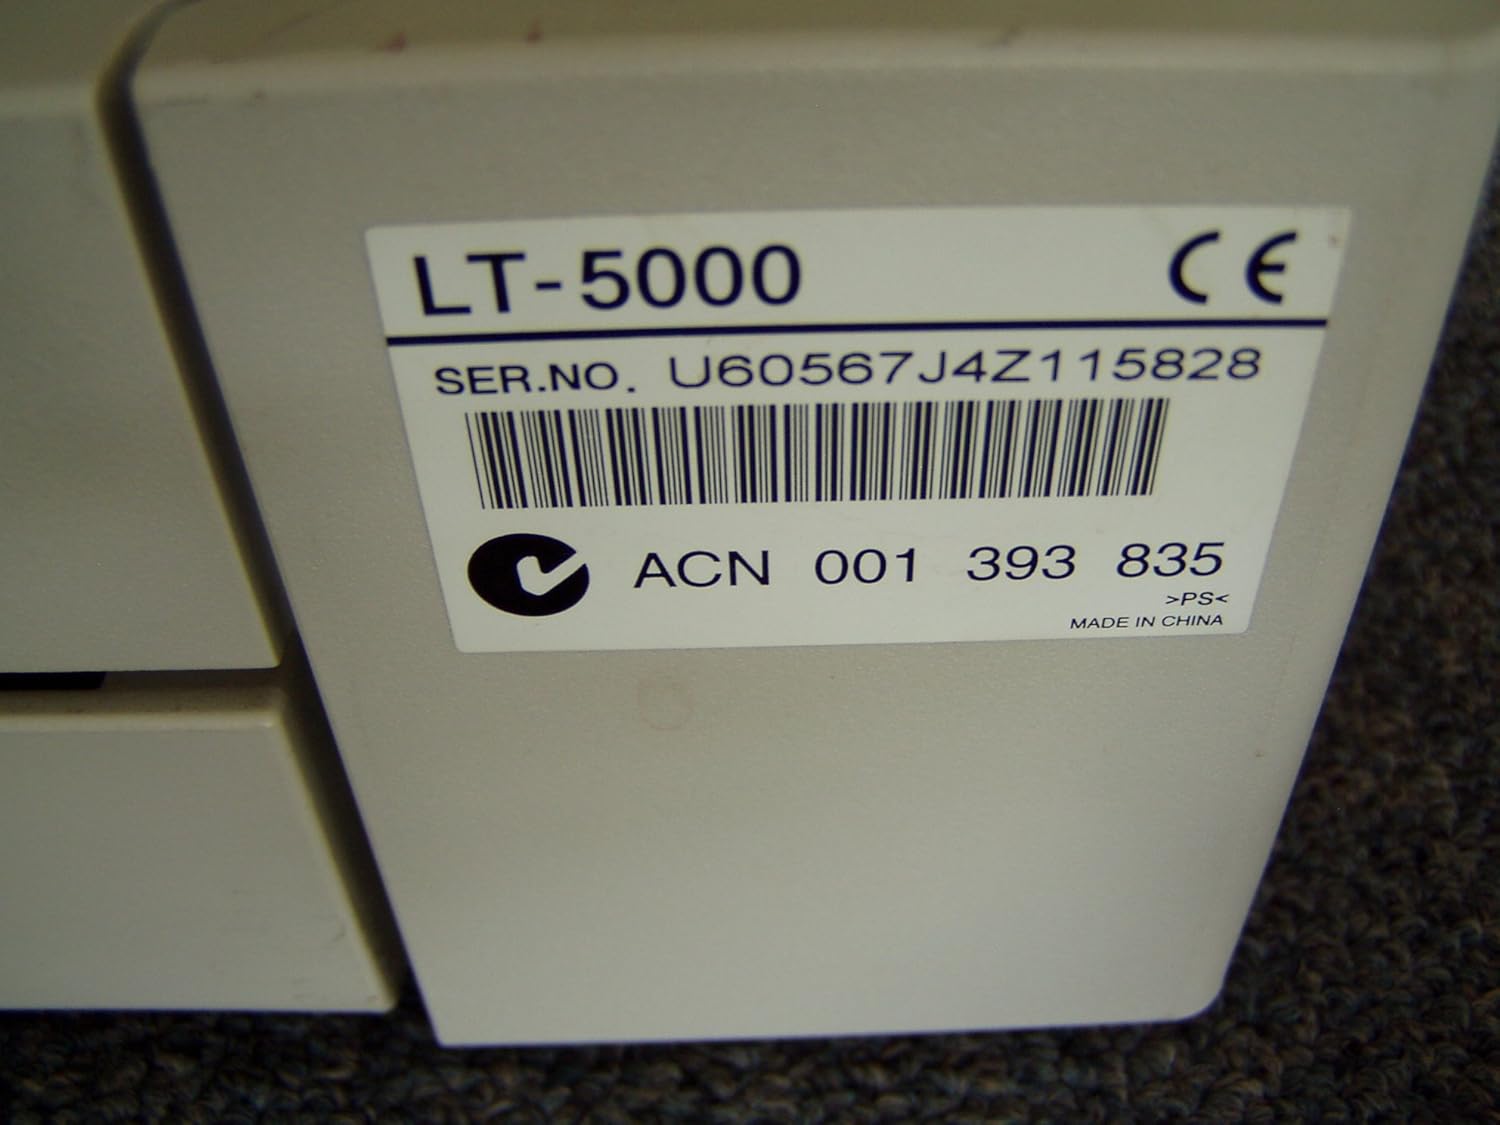 LT-5000 CE
SER.NO. U60567J4Z115828
ACN 001 393 835
>PS<
MADE IN CHINA